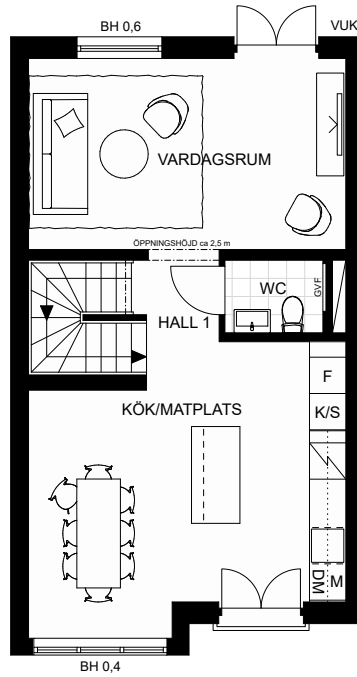 BH 0,6
VUK
VARDAGSRUM
ÖPPNINGSHÖJD ca 2,5 m
WC
GVF
HALL 1
F
K/S
KÖK/MATPLATS
DM
M
BH 0,4